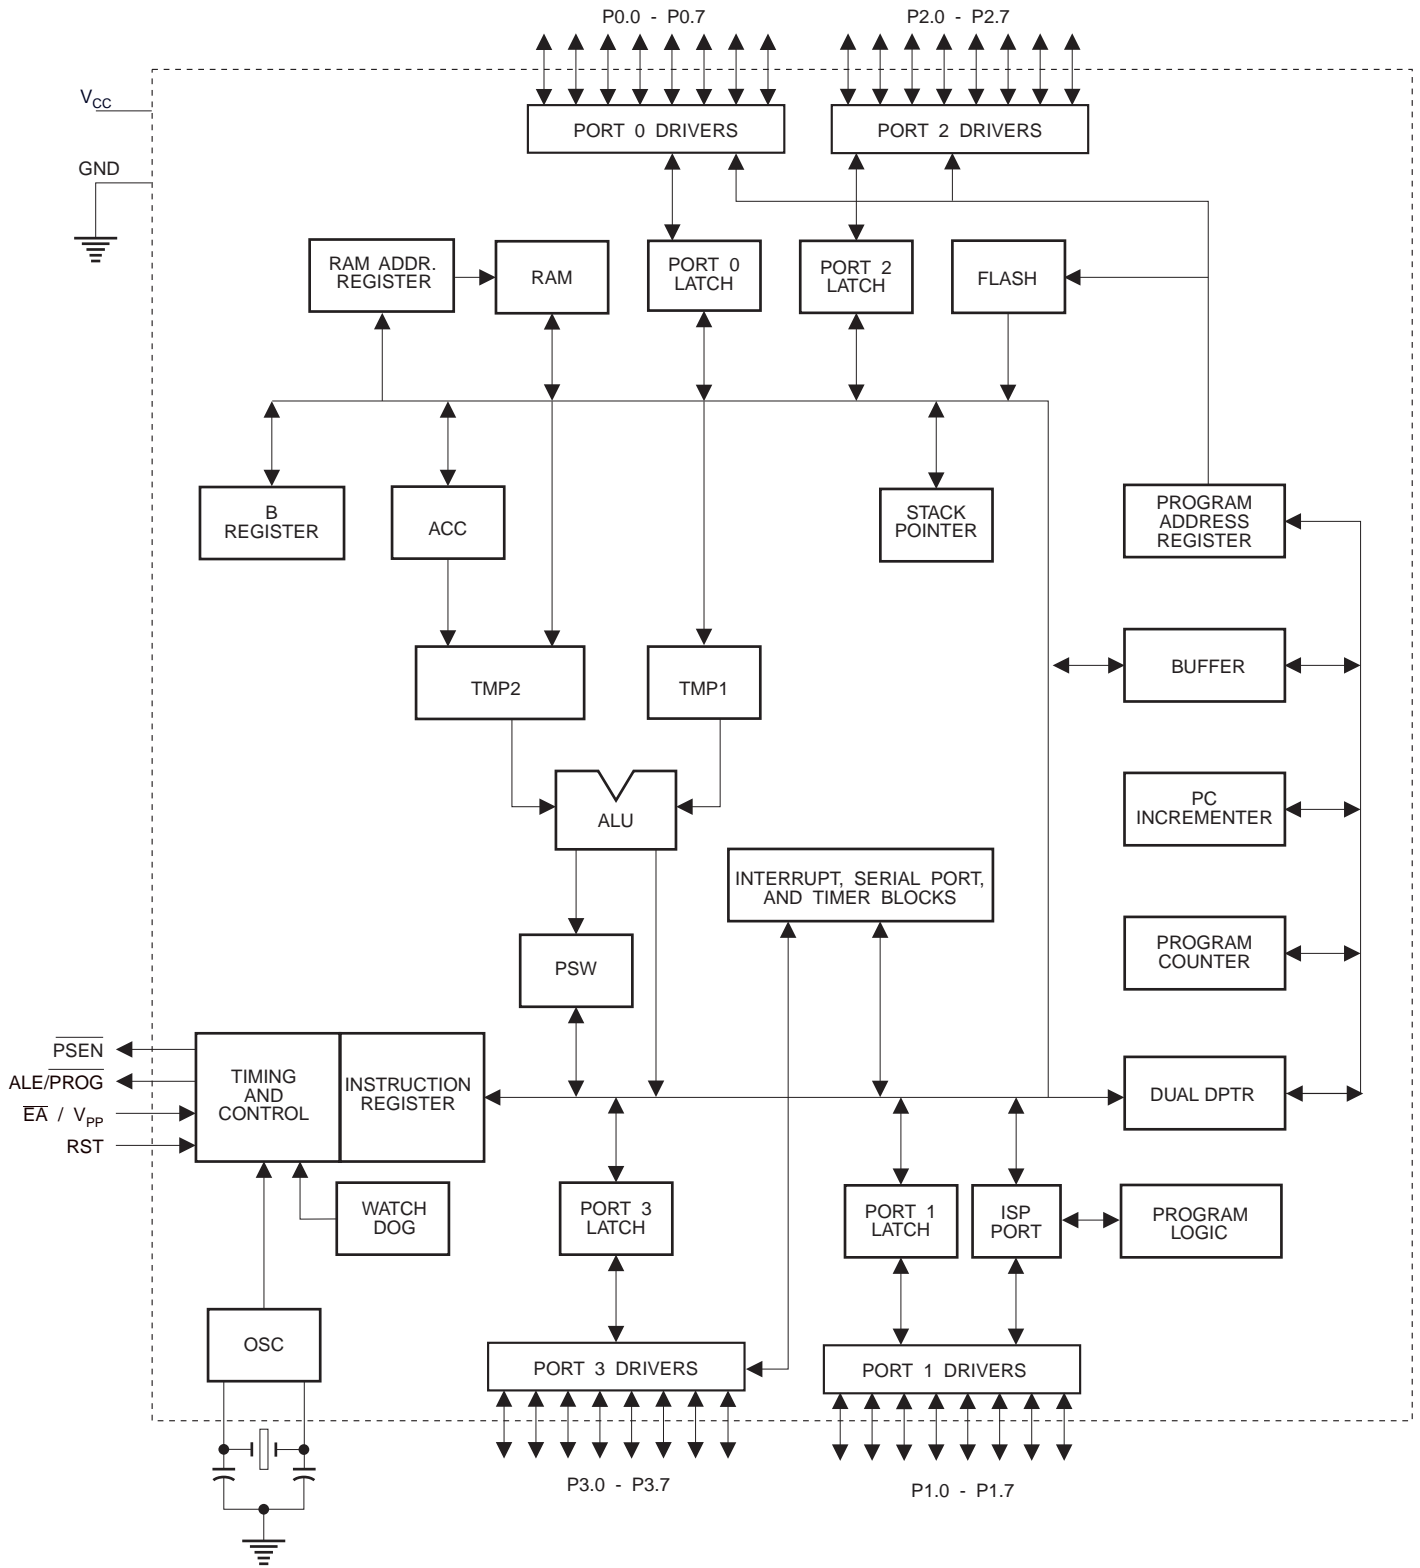 P0.0 - P0.7
P2.0 - P2.7
VCC
PORT 0 DRIVERS
PORT 2 DRIVERS
GND
RAM ADDR.
REGISTER
RAM
PORT 0
LATCH
PORT 2
LATCH
FLASH
B
REGISTER
ACC
STACK
POINTER
PROGRAM
ADDRESS
REGISTER
TMP2
TMP1
BUFFER
ALU
PC
INCREMENTER
INTERRUPT, SERIAL PORT,
AND TIMER BLOCKS
PSW
PROGRAM
COUNTER
PSEN
ALE/PROG
EA / VPP
RST
TIMING
AND
CONTROL
INSTRUCTION
REGISTER
DUAL DPTR
WATCH
DOG
PORT 3
LATCH
PORT 1
LATCH
ISP
PORT
PROGRAM
LOGIC
OSC
PORT 3 DRIVERS
PORT 1 DRIVERS
P3.0 - P3.7
P1.0 - P1.7